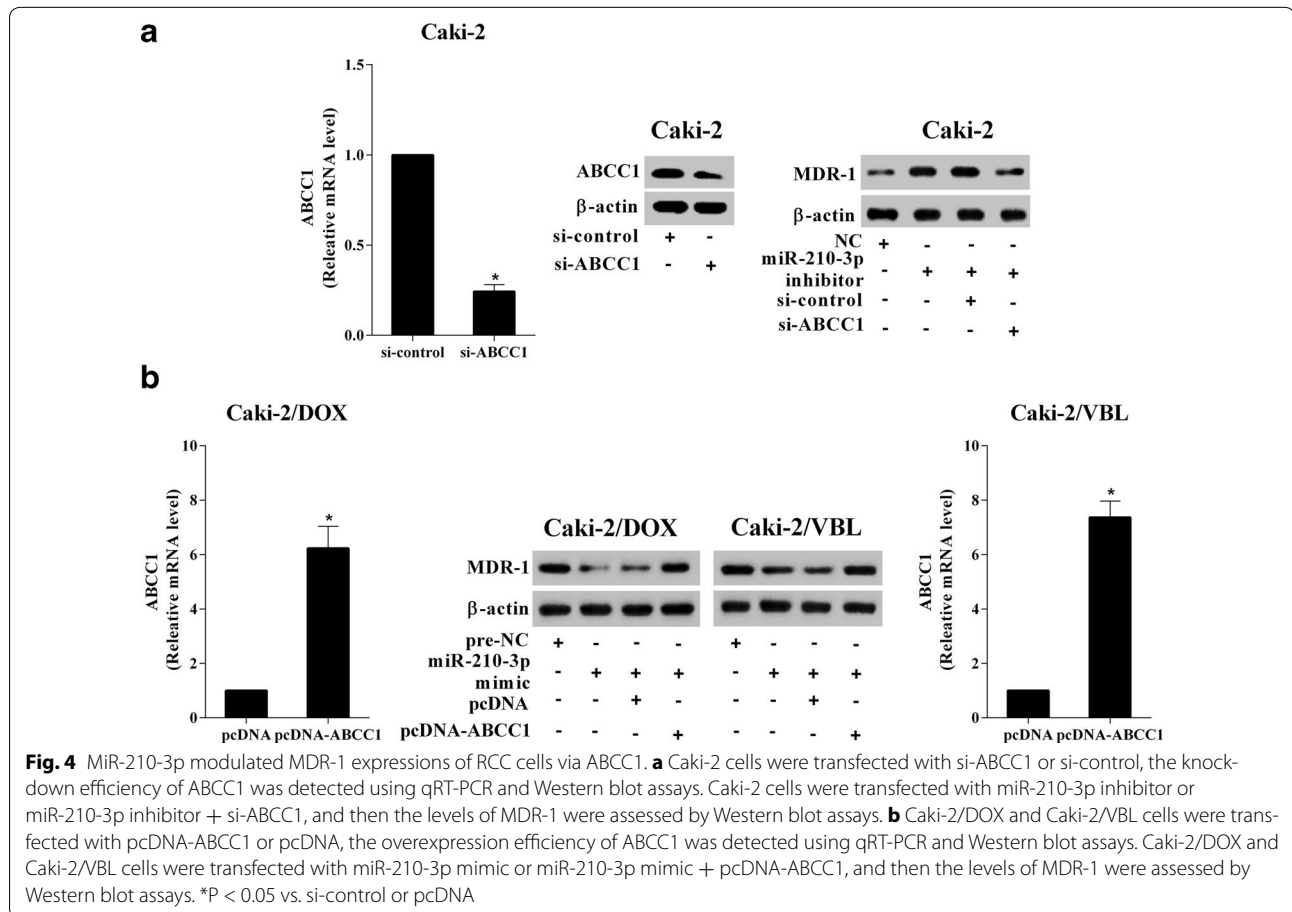 a
Caki-2
1.5
1.0
0.5
0.0
ABCC1
(Releative mRNA level)
si-control si-ABCC1
*
Caki-2
ABCC1
β-actin
si-control + -
si-ABCC1 - +
Caki-2
MDR-1
β-actin
NC + - - -
miR-210-3p
inhibitor - + + +
si-control - - + -
si-ABCC1 - - - +
b
Caki-2/DOX
10
8
6
4
2
0
ABCC1
(Releative mRNA level)
*
pcDNA pcDNA-ABCC1
Caki-2/DOX Caki-2/VBL
MDR-1
β-actin
pre-NC + - - - + - - -
miR-210-3p
mimic - + + + - + + +
pcDNA - - + - - - + -
pcDNA-ABCC1 - - - + - - - +
Caki-2/VBL
10
8
6
4
2
0
ABCC1
(Releative mRNA level)
*
pcDNA pcDNA-ABCC1
Fig. 4 MiR-210-3p modulated MDR-1 expressions of RCC cells via ABCC1. a Caki-2 cells were transfected with si-ABCC1 or si-control, the knock-
down efficiency of ABCC1 was detected using qRT-PCR and Western blot assays. Caki-2 cells were transfected with miR-210-3p inhibitor or
miR-210-3p inhibitor + si-ABCC1, and then the levels of MDR-1 were assessed by Western blot assays. b Caki-2/DOX and Caki-2/VBL cells were trans-
fected with pcDNA-ABCC1 or pcDNA, the overexpression efficiency of ABCC1 was detected using qRT-PCR and Western blot assays. Caki-2/DOX and
Caki-2/VBL cells were transfected with miR-210-3p mimic or miR-210-3p mimic + pcDNA-ABCC1, and then the levels of MDR-1 were assessed by
Western blot assays. *P < 0.05 vs. si-control or pcDNA